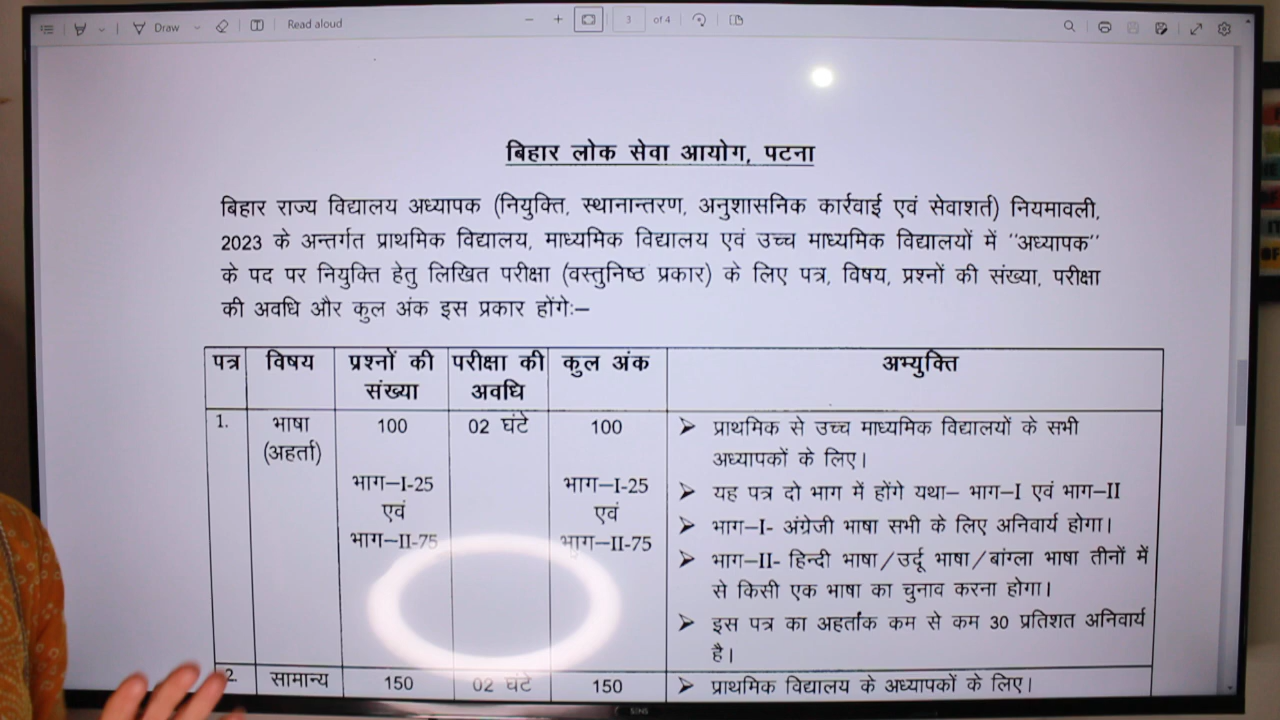 Draw
Read aloud
3 of 4
बिहार लोक सेवा आयोग, पटना
बिहार राज्य विद्यालय अध्यापक (नियुक्ति, स्थानान्तरण, अनुशासनिक कार्रवाई एवं सेवाशर्त) नियमावली,
2023 के अन्तर्गत प्राथमिक विद्यालय, माध्यमिक विद्यालय एवं उच्च माध्यमिक विद्यालयों में "अध्यापक"
के पद पर नियुक्ति हेतु लिखित परीक्षा (वस्तुनिष्ठ प्रकार) के लिए पत्र, विषय, प्रश्नों की संख्या, परीक्षा
की अवधि और कुल अंक इस प्रकार होंगेः–
पत्र विषय प्रश्नों की संख्या परीक्षा की अवधि कुल अंक अभ्युक्ति
1. भाषा (अहर्ता) 100 02 घंटे 100
भाग–I-25 एवं भाग–II-75
भाग–I-25 एवं भाग–II-75
➤ प्राथमिक से उच्च माध्यमिक विद्यालयों के सभी
अध्यापकों के लिए।
➤ यह पत्र दो भाग में होंगे यथा– भाग–I एवं भाग–II
➤ भाग–I- अंग्रेजी भाषा सभी के लिए अनिवार्य होगा।
➤ भाग–II- हिन्दी भाषा/उर्दू भाषा/बांग्ला भाषा तीनों में
से किसी एक भाषा का चुनाव करना होगा।
➤ इस पत्र का अहर्तांक कम से कम 30 प्रतिशत अनिवार्य
है।
2. सामान्य 150 02 घंटे 150 ➤ प्राथमिक विद्यालय के अध्यापकों के लिए।